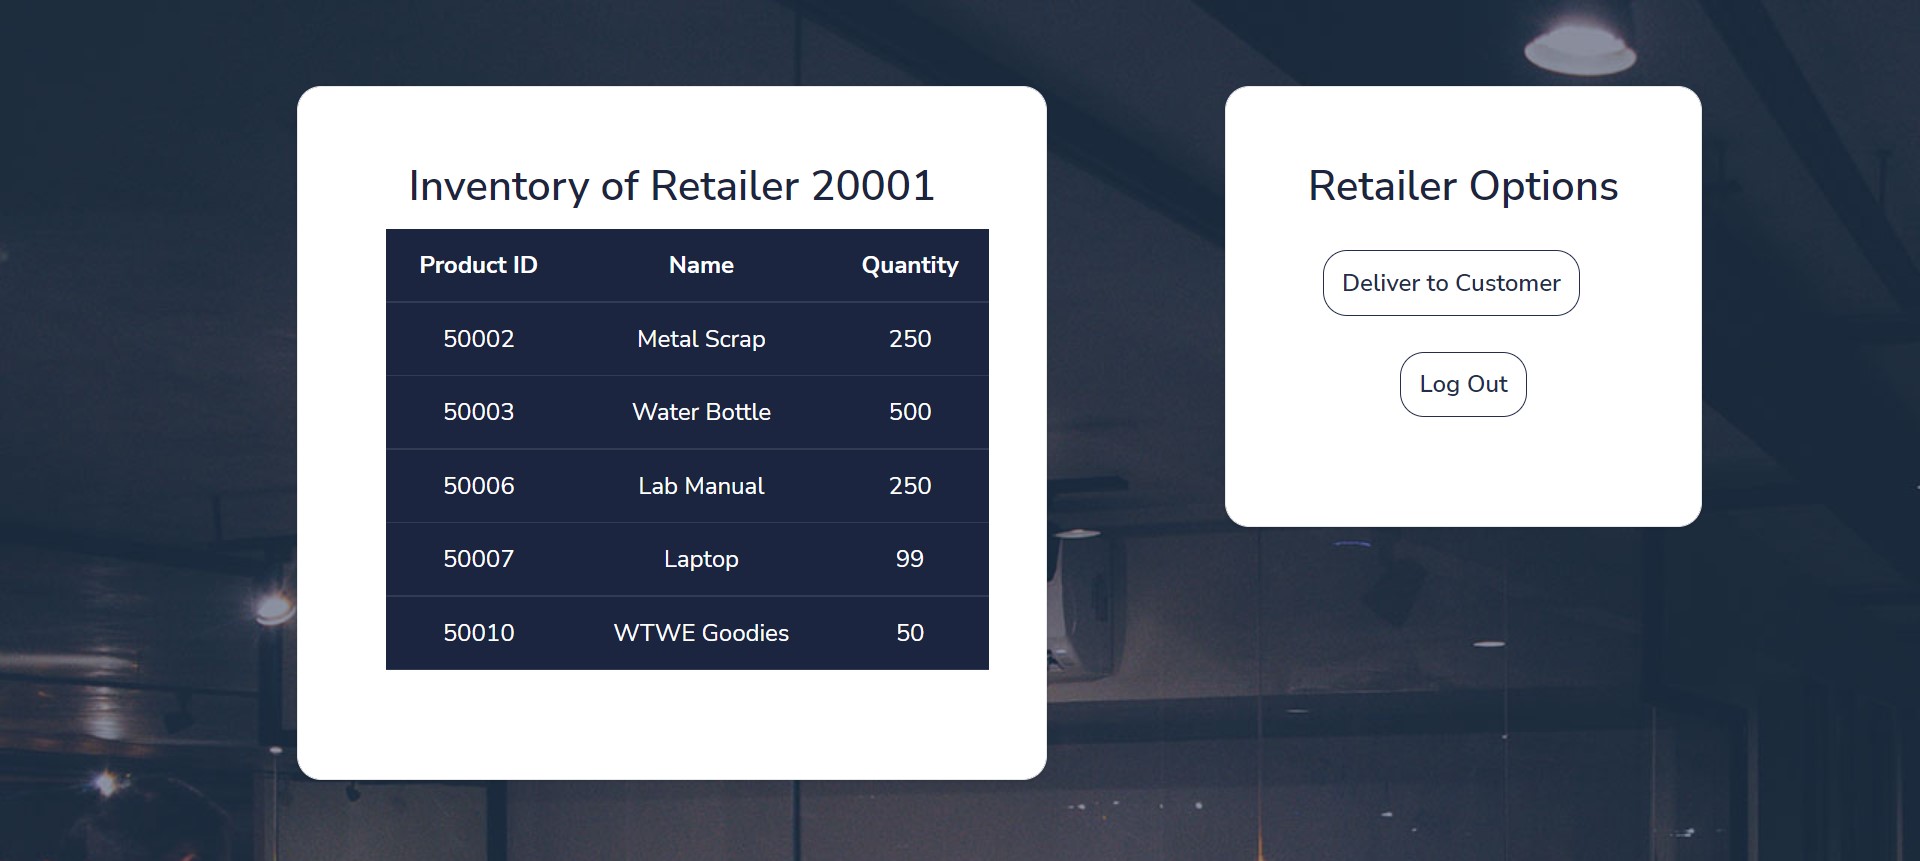 Inventory of Retailer 20001
Product ID Name Quantity
50002 Metal Scrap 250
50003 Water Bottle 500
50006 Lab Manual 250
50007 Laptop 99
50010 WTWE Goodies 50
Retailer Options
Deliver to Customer
Log Out